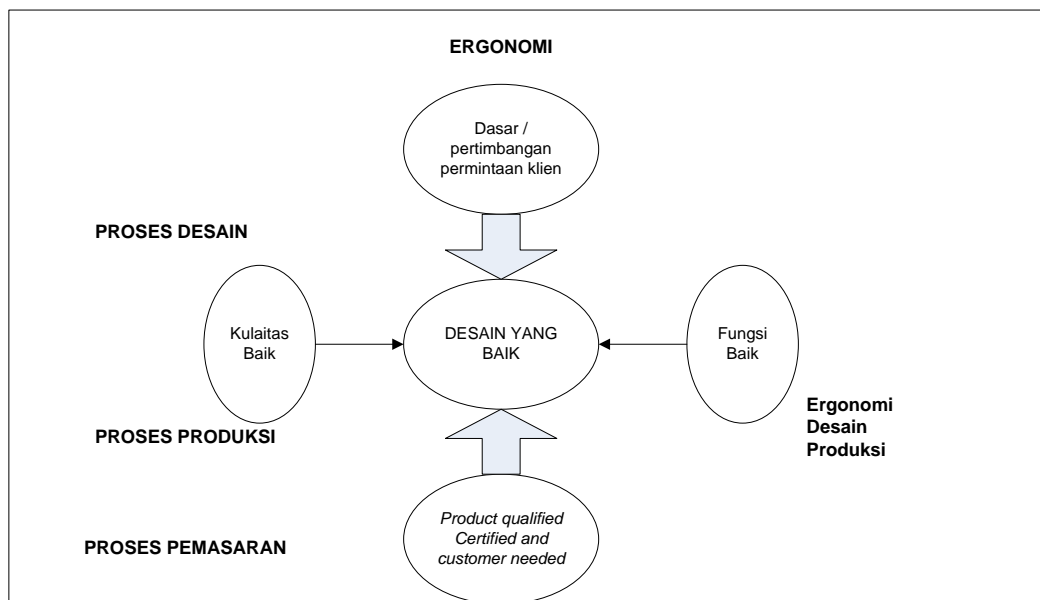 ERGONOMI
Dasar /
pertimbangan
permintaan klien
PROSES DESAIN
Kulaitas
Baik
DESAIN YANG
BAIK
Fungsi
Baik
Ergonomi
Desain
Produksi
PROSES PRODUKSI
Product qualified
Certified and
customer needed
PROSES PEMASARAN